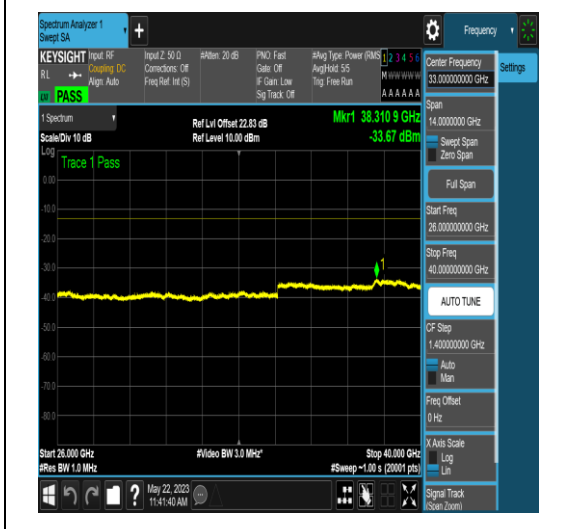 Spectrum Analyzer 1
Swept SA
+
Frequency
KEYSIGHT
RL
PASS
Input: RF
Coupling: DC
Align: Auto
Input Z: 50 Ω
Corrections: Off
Freq Ref: Int (S)
#Atten: 20 dB
PNO: Fast
Gate: Off
IF Gain: Low
Sig Track: Off
#Avg Type: Power (RMS
Avg|Hold: 5/5
Trig: Free Run
1 2 3 4 5 6
M W W W W W
A A A A A A
1 Spectrum
Scale/Div 10 dB
Ref Lvl Offset 22.83 dB
Ref Level 10.00 dBm
Mkr1 38.310 9 GHz
-33.67 dBm
Log
Trace 1 Pass
1
0.00
-10.0
-20.0
-30.0
-40.0
-50.0
-60.0
-70.0
-80.0
Start 26.000 GHz
#Res BW 1.0 MHz
#Video BW 3.0 MHz*
Stop 40.000 GHz
#Sweep ~1.00 s (20001 pts)
May 22, 2023
11:41:40 AM
?
Settings
Center Frequency
33.000000000 GHz
Span
14.0000000 GHz
Swept Span
Zero Span
Full Span
Start Freq
26.000000000 GHz
Stop Freq
40.000000000 GHz
AUTO TUNE
CF Step
1.400000000 GHz
Auto
Man
Freq Offset
0 Hz
X Axis Scale
Log
Lin
Signal Track
(Span Zoom)